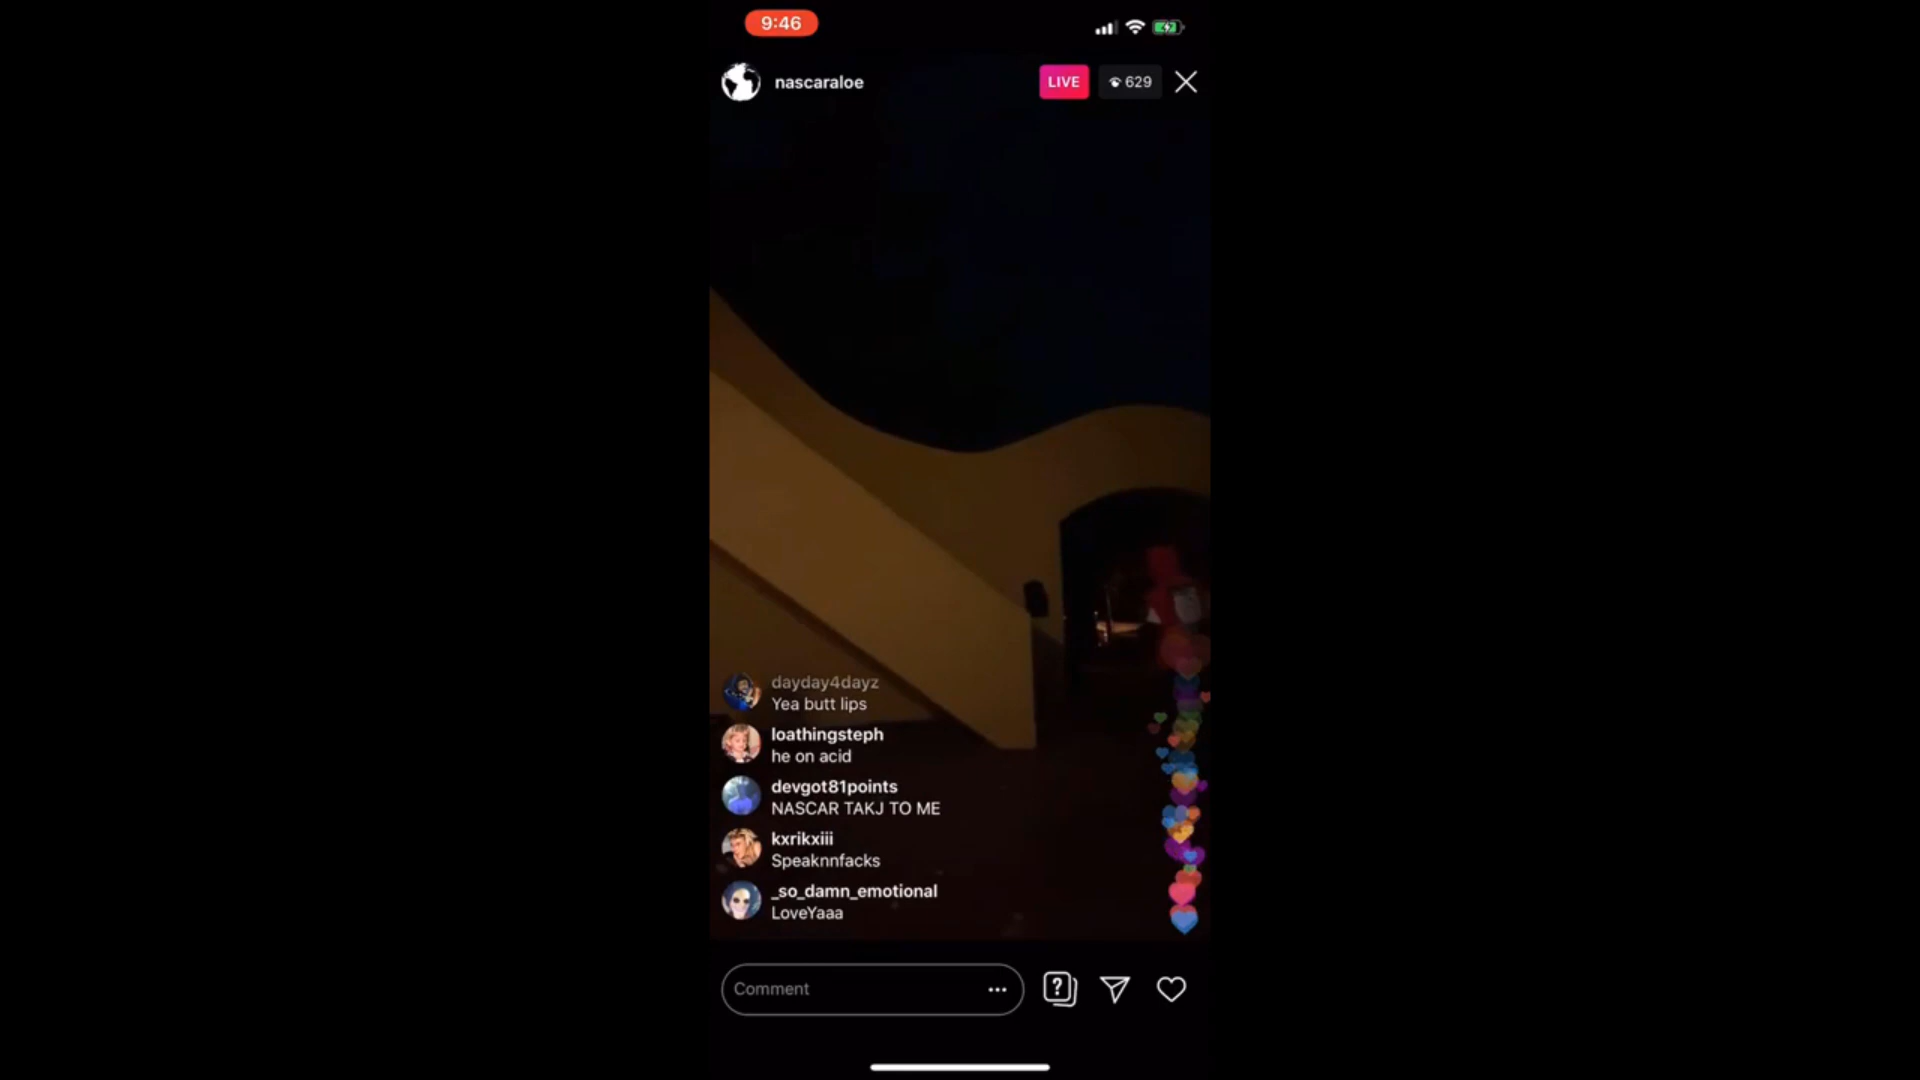 9:46
nascaraloe
LIVE
629
dayday4dayz
Yea butt lips
loathingsteph
he on acid
devgot81points
NASCAR TAKJ TO ME
kxrikxiii
Speaknnfacks
_so_damn_emotional
LoveYaaa
Comment